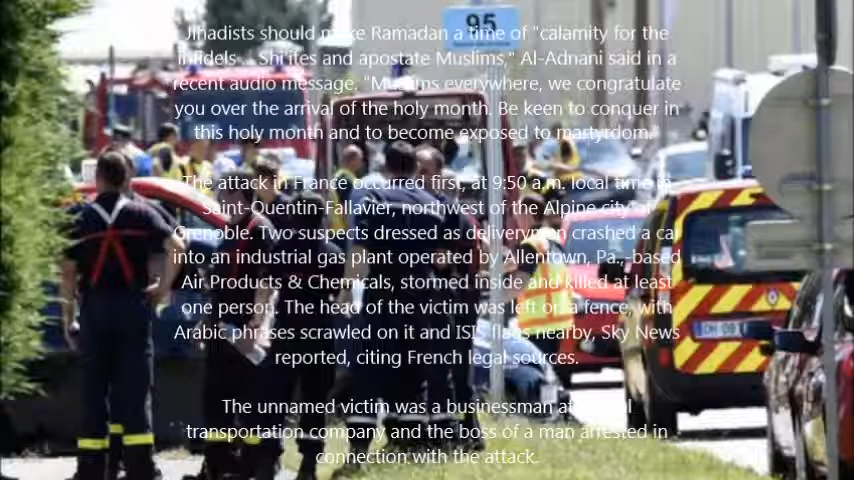 95
Jihadists should make Ramadan a time of "calamity for the
infidels ... Shi'ites and apostate Muslims," Al-Adnani said in a
recent audio message. "Muslims everywhere, we congratulate
you over the arrival of the holy month. Be keen to conquer in
this holy month and to become exposed to martyrdom."
The attack in France occurred first, at 9:50 a.m. local time in
Saint-Quentin-Fallavier, northwest of the Alpine city of
Grenoble. Two suspects dressed as deliverymen crashed a car
into an industrial gas plant operated by Allentown, Pa.,-based
Air Products & Chemicals, stormed inside and killed at least
one person. The head of the victim was left on a fence, with
Arabic phrases scrawled on it and ISIS flags nearby, Sky News
reported, citing French legal sources.
The unnamed victim was a businessman at
transportation company and the boss of a man arrested in
connection with the attack.